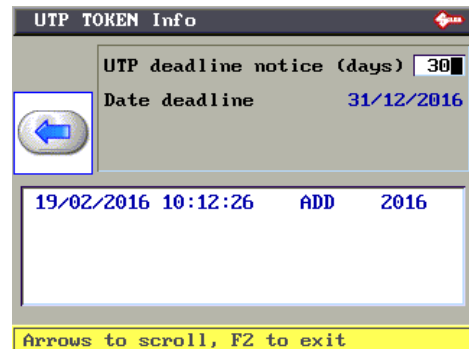 UTP TOKEN Info
UTP deadline notice (days) 30
Date deadline 31/12/2016
19/02/2016 10:12:26 ADD 2016
Arrows to scroll, F2 to exit